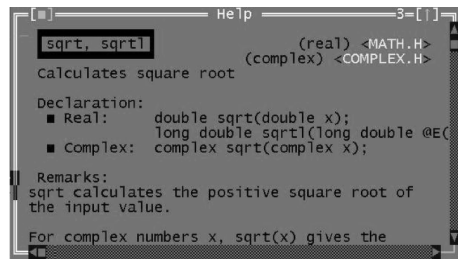 [■] Help 3=[↑]
sqrt, sqrtl (real) <MATH.H>
(complex) <COMPLEX.H>
Calculates square root
Declaration:
■ Real: double sqrt(double x);
long double sqrtl(long double @E(
■ Complex: complex sqrt(complex x);
Remarks:
sqrt calculates the positive square root of
the input value.
For complex numbers x, sqrt(x) gives the